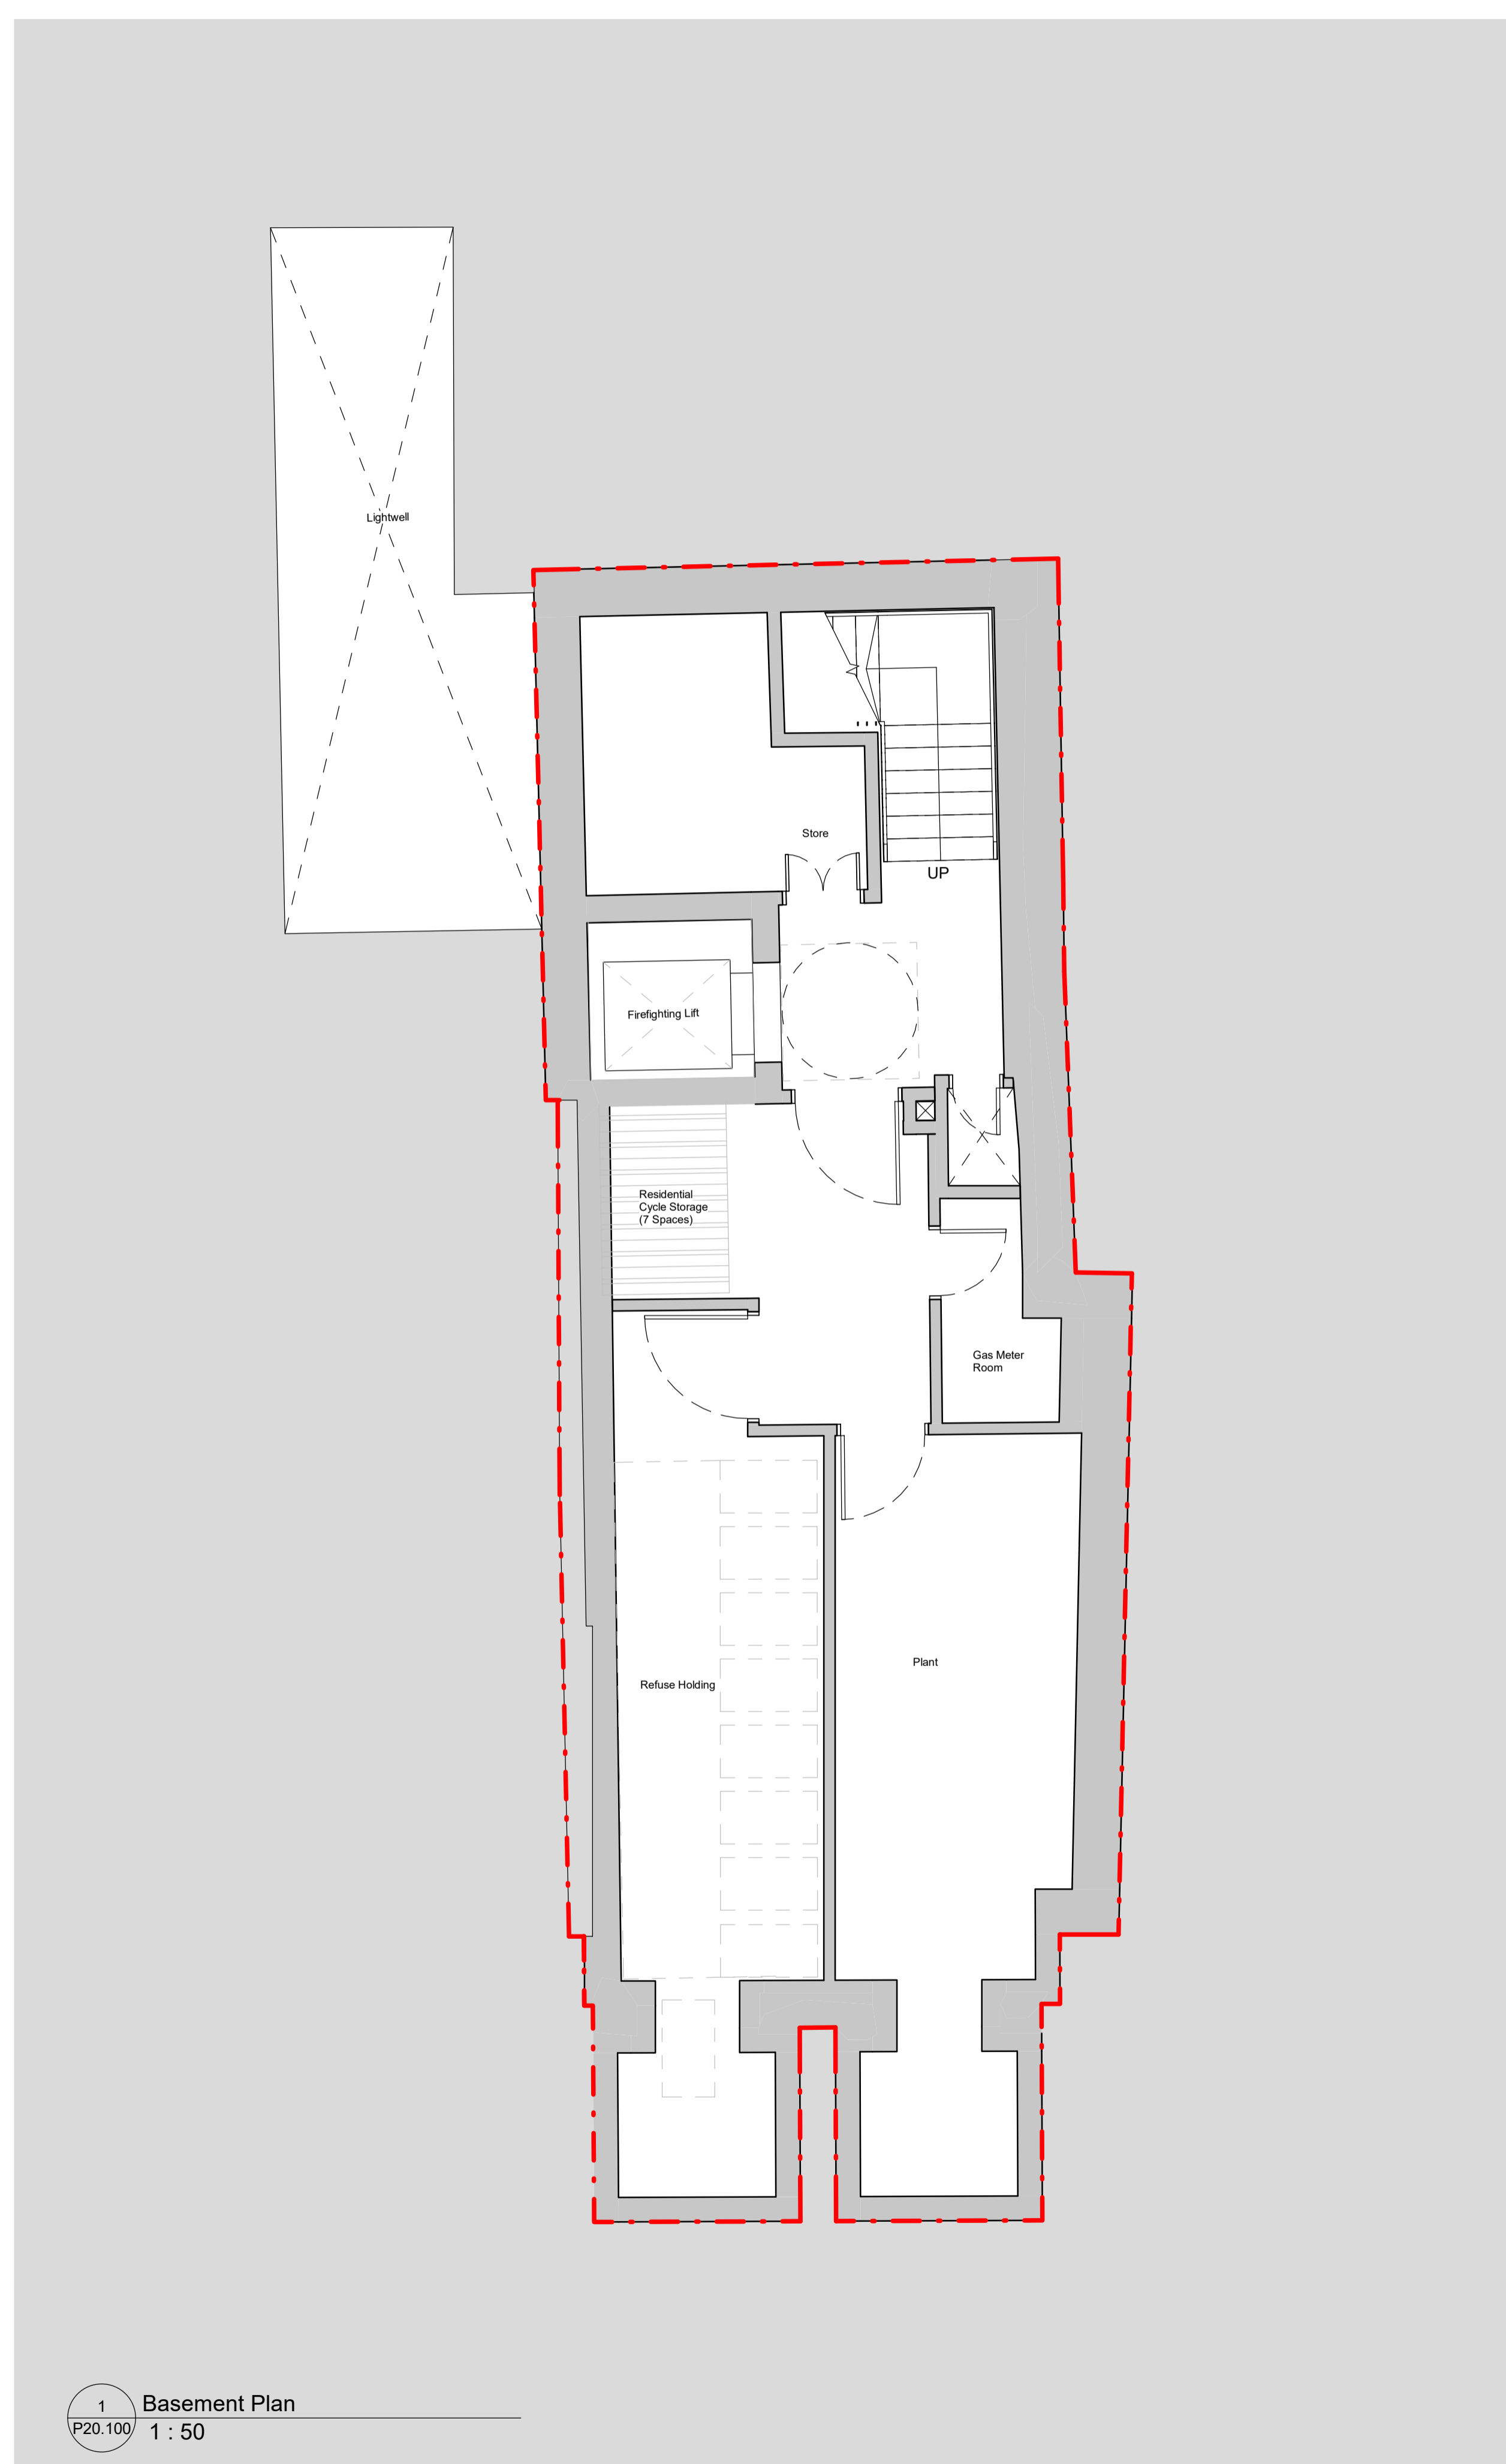 Lightwell
Store
UP
Firefighting Lift
Residential
Cycle Storage
(7 Spaces)
Gas Meter
Room
Plant
Refuse Holding
1
P20.100
Basement Plan
1 : 50